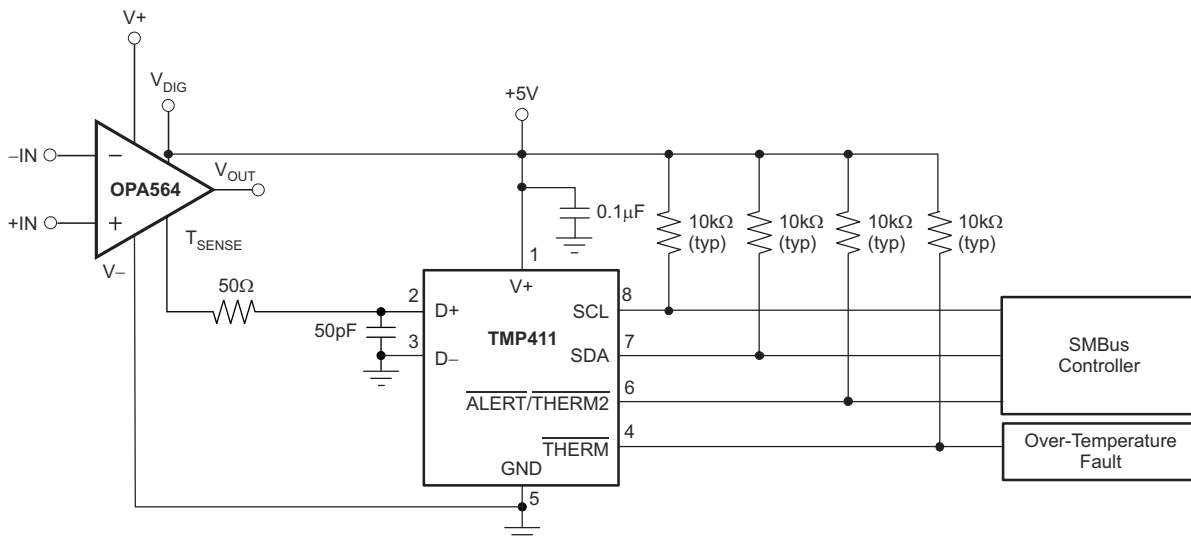 V+
V_DIG
+5V
–IN
−
OPA564
V_OUT
+IN
+
T_SENSE
V–
50Ω
50pF
0.1μF
10kΩ
(typ)
10kΩ
(typ)
10kΩ
(typ)
10kΩ
(typ)
1
V+
2
D+
3
D–
TMP411
8
SCL
7
SDA
6
ALERT/THERM2
4
THERM
GND
5
SMBus
Controller
Over-Temperature
Fault